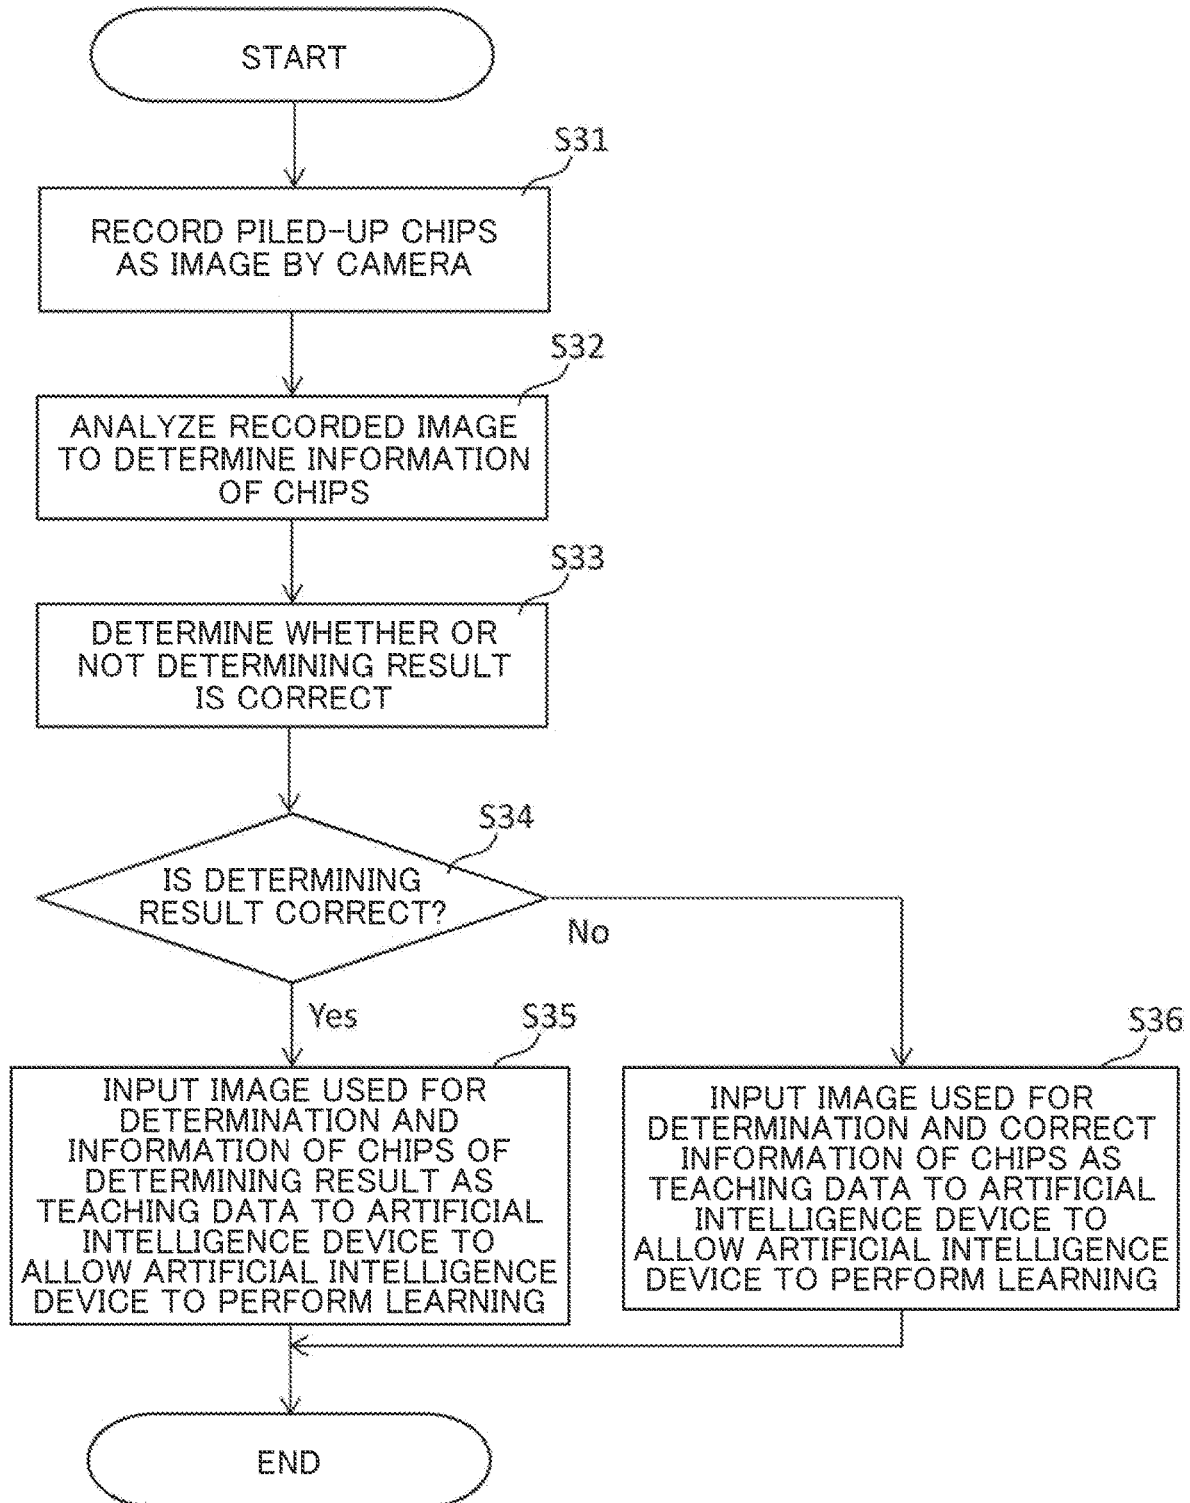 START
S31
RECORD PILED-UP CHIPS
AS IMAGE BY CAMERA
S32
ANALYZE RECORDED IMAGE
TO DETERMINE INFORMATION
OF CHIPS
S33
DETERMINE WHETHER OR
NOT DETERMINING RESULT
IS CORRECT
S34
IS DETERMINING
RESULT CORRECT?
No
Yes
S35
INPUT IMAGE USED FOR
DETERMINATION AND
INFORMATION OF CHIPS OF
DETERMINING RESULT AS
TEACHING DATA TO ARTIFICIAL
INTELLIGENCE DEVICE TO
ALLOW ARTIFICIAL INTELLIGENCE
DEVICE TO PERFORM LEARNING
S36
INPUT IMAGE USED FOR
DETERMINATION AND CORRECT
INFORMATION OF CHIPS AS
TEACHING DATA TO ARTIFICIAL
INTELLIGENCE DEVICE TO
ALLOW ARTIFICIAL INTELLIGENCE
DEVICE TO PERFORM LEARNING
END